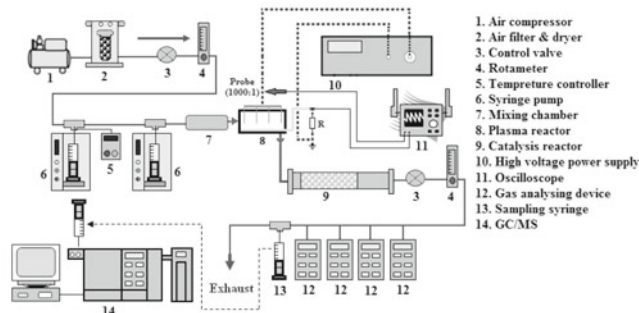 1. Air compressor
2. Air filter & dryer
3. Control valve
4. Rotameter
5. Tempreture controller
6. Syringe pump
7. Mixing chamber
8. Plasma reactor
9. Catalysis reactor
10. High voltage power supply
11. Oscilloscope
12. Gas analysing device
13. Sampling syringe
14. GC/MS
1
2
3
4
10
Probe
(1000:1)
R
6
5
6
7
8
11
9
3
4
Exhaust
13
12
12
12
12
14